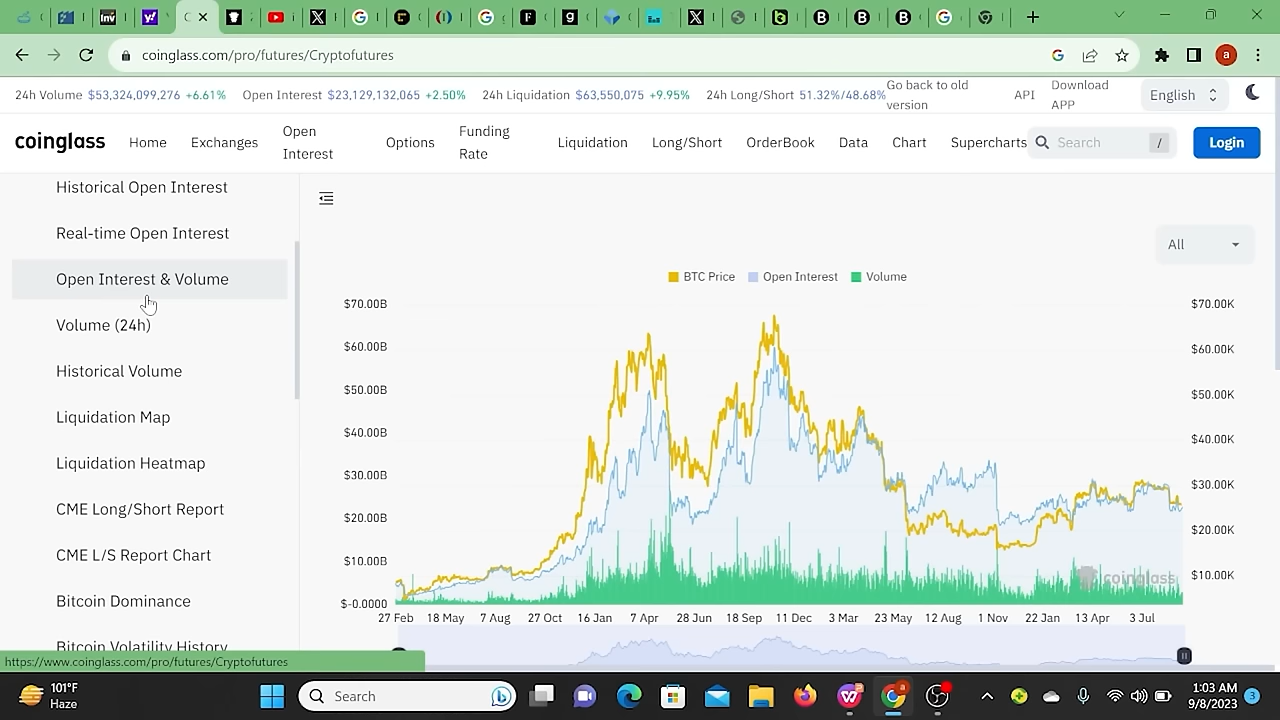 coinglass.com/pro/futures/Cryptofutures
24h Volume $53,324,099,276 +6.61% Open Interest $23,129,132,065 +2.50% 24h Liquidation $63,550,075 +9.95% 24h Long/Short 51.32%/48.68% Go back to old version API Download APP English
coinglass Home Exchanges Open Interest Options Funding Rate Liquidation Long/Short OrderBook Data Chart Supercharts Search / Login
Historical Open Interest
Real-time Open Interest
Open Interest & Volume
Volume (24h)
Historical Volume
Liquidation Map
Liquidation Heatmap
CME Long/Short Report
CME L/S Report Chart
Bitcoin Dominance
Bitcoin Volatility History
All
BTC Price Open Interest Volume
$70.00B $70.00K
$60.00B $60.00K
$50.00B $50.00K
$40.00B $40.00K
$30.00B $30.00K
$20.00B $20.00K
$10.00B $10.00K
coinglass
$-0.0000
27 Feb 18 May 7 Aug 27 Oct 16 Jan 7 Apr 28 Jun 18 Sep 11 Dec 3 Mar 23 May 12 Aug 1 Nov 22 Jan 13 Apr 3 Jul
https://www.coinglass.com/pro/futures/Cryptofutures
101°F
Haze
Search
1:03 AM
9/8/2023
3